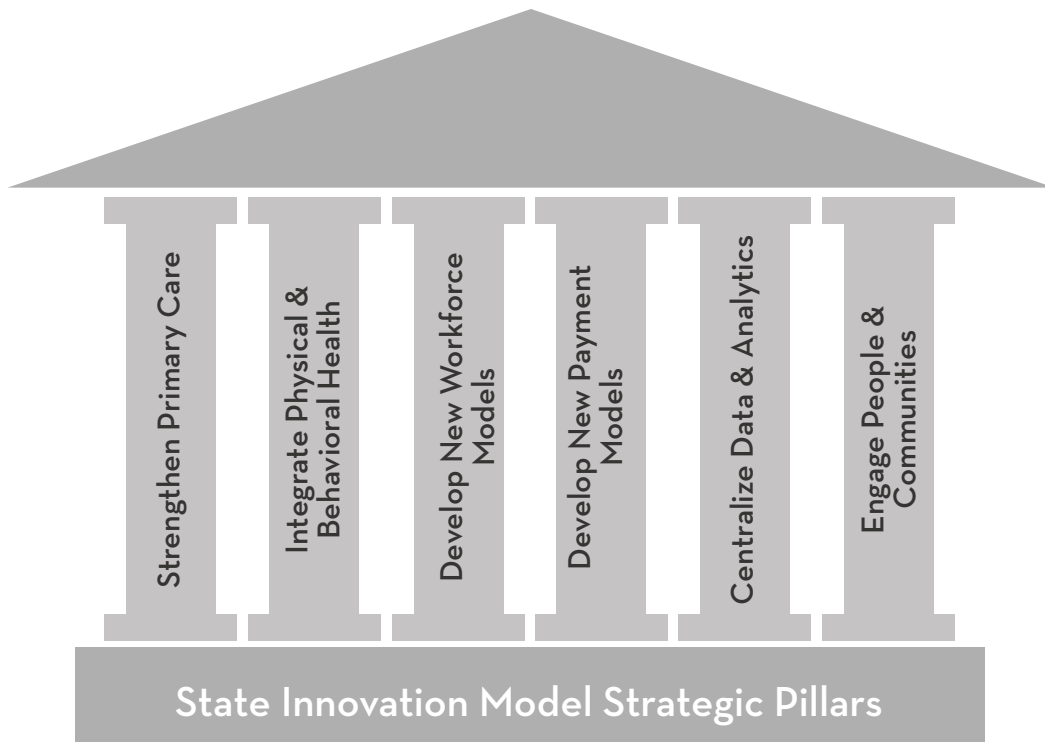 Strengthen Primary Care
Integrate Physical &
Behavioral Health
Develop New Workforce
Models
Develop New Payment
Models
Centralize Data & Analytics
Engage People &
Communities
State Innovation Model Strategic Pillars